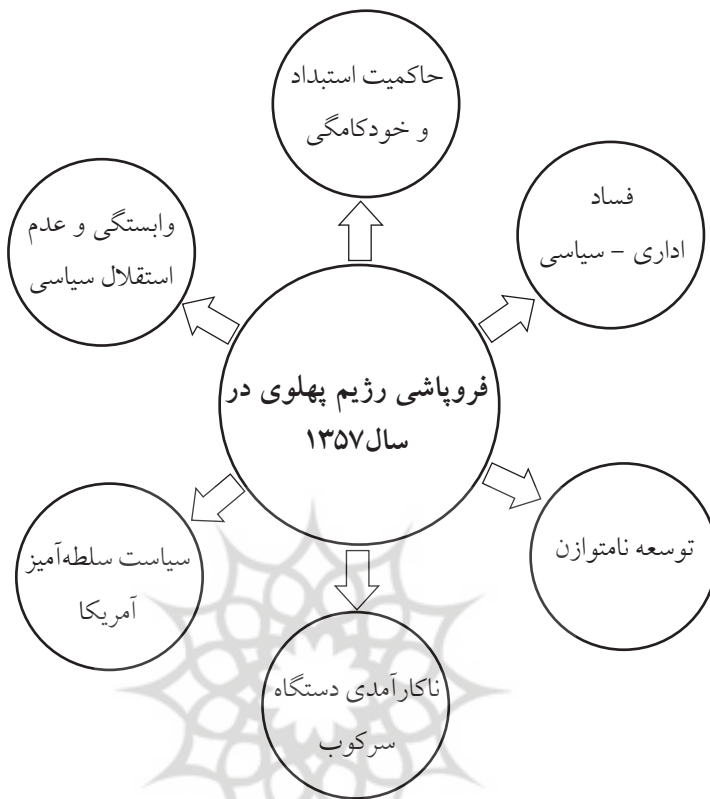 حاکمیت استبداد
و خودکامگی
فساد
اداری – سیاسی
وابستگی و عدم
استقلال سیاسی
فروپاشی رژیم پهلوی در
سال۱۳۵۷
توسعه نامتوازن
سیاست سلطه‌آمیز
آمریکا
ناکارآمدی دستگاه
سرکوب